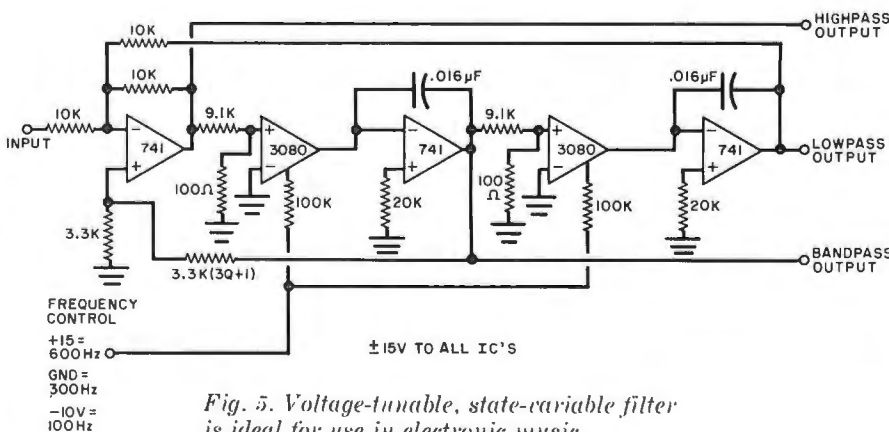 10K
HIGHPASS
OUTPUT
10K
.016µF
.016µF
10K
9.1K
9.1K
INPUT
−
741
+
+
3080
−
−
741
+
+
3080
−
−
741
+
LOWPASS
OUTPUT
100Ω
100K
20K
100
Ω
100K
20K
3.3K
3.3K(3Q+1)
BANDPASS
OUTPUT
FREQUENCY
CONTROL
+15=
600Hz
±15V TO ALL IC'S
GND=
300Hz
−10V=
100Hz
Fig. 5. Voltage-tunable, state-variable filter
is ideal for use in electronic music